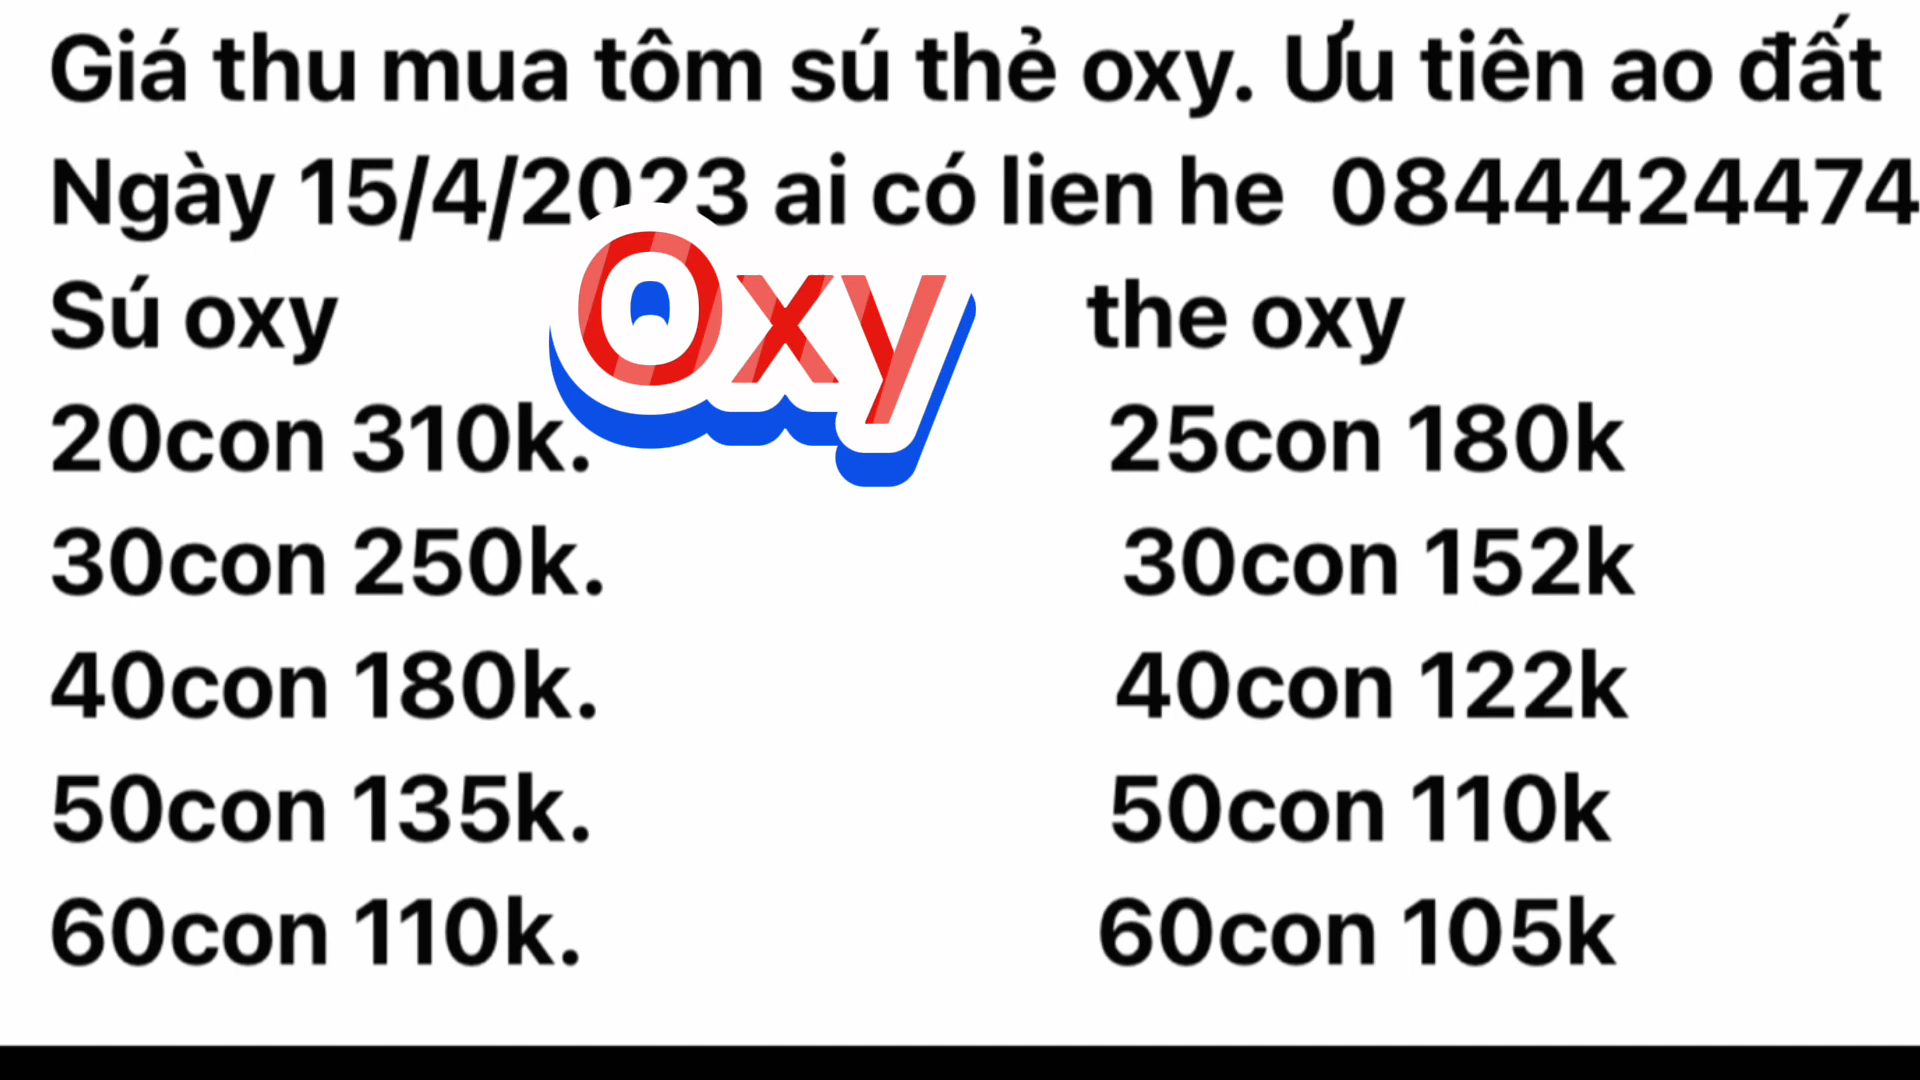 Giá thu mua tôm sú thẻ oxy. Ưu tiên ao đất
Ngày 15/4/2023 ai có lien he 0844424474
Oxy
Sú oxy the oxy
20con 310k. 25con 180k
30con 250k. 30con 152k
40con 180k. 40con 122k
50con 135k. 50con 110k
60con 110k. 60con 105k